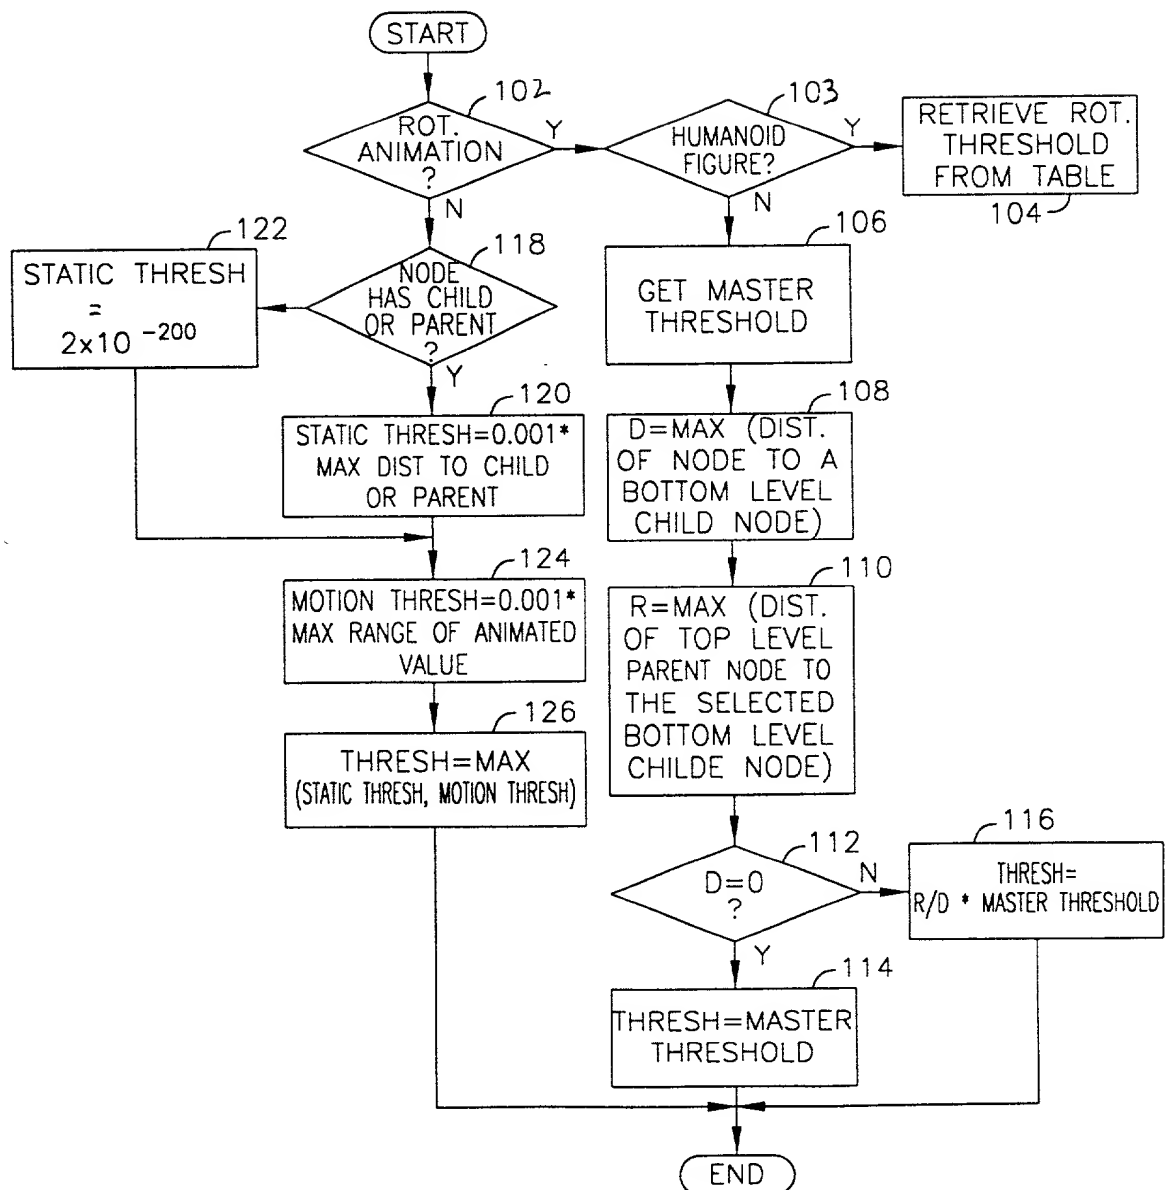 START
102
ROT.
ANIMATION
?
Y
N
103
HUMANOID
FIGURE?
Y
N
RETRIEVE ROT.
THRESHOLD
FROM TABLE
104
122
STATIC THRESH
=
2x10 -200
118
NODE
HAS CHILD
OR PARENT
?
Y
106
GET MASTER
THRESHOLD
120
STATIC THRESH=0.001*
MAX DIST TO CHILD
OR PARENT
108
D=MAX (DIST.
OF NODE TO A
BOTTOM LEVEL
CHILD NODE)
124
MOTION THRESH=0.001*
MAX RANGE OF ANIMATED
VALUE
110
R=MAX (DIST.
OF TOP LEVEL
PARENT NODE TO
THE SELECTED
BOTTOM LEVEL
CHILDE NODE)
126
THRESH=MAX
(STATIC THRESH, MOTION THRESH)
112
D=0
?
N
Y
116
THRESH=
R/D * MASTER THRESHOLD
114
THRESH=MASTER
THRESHOLD
END